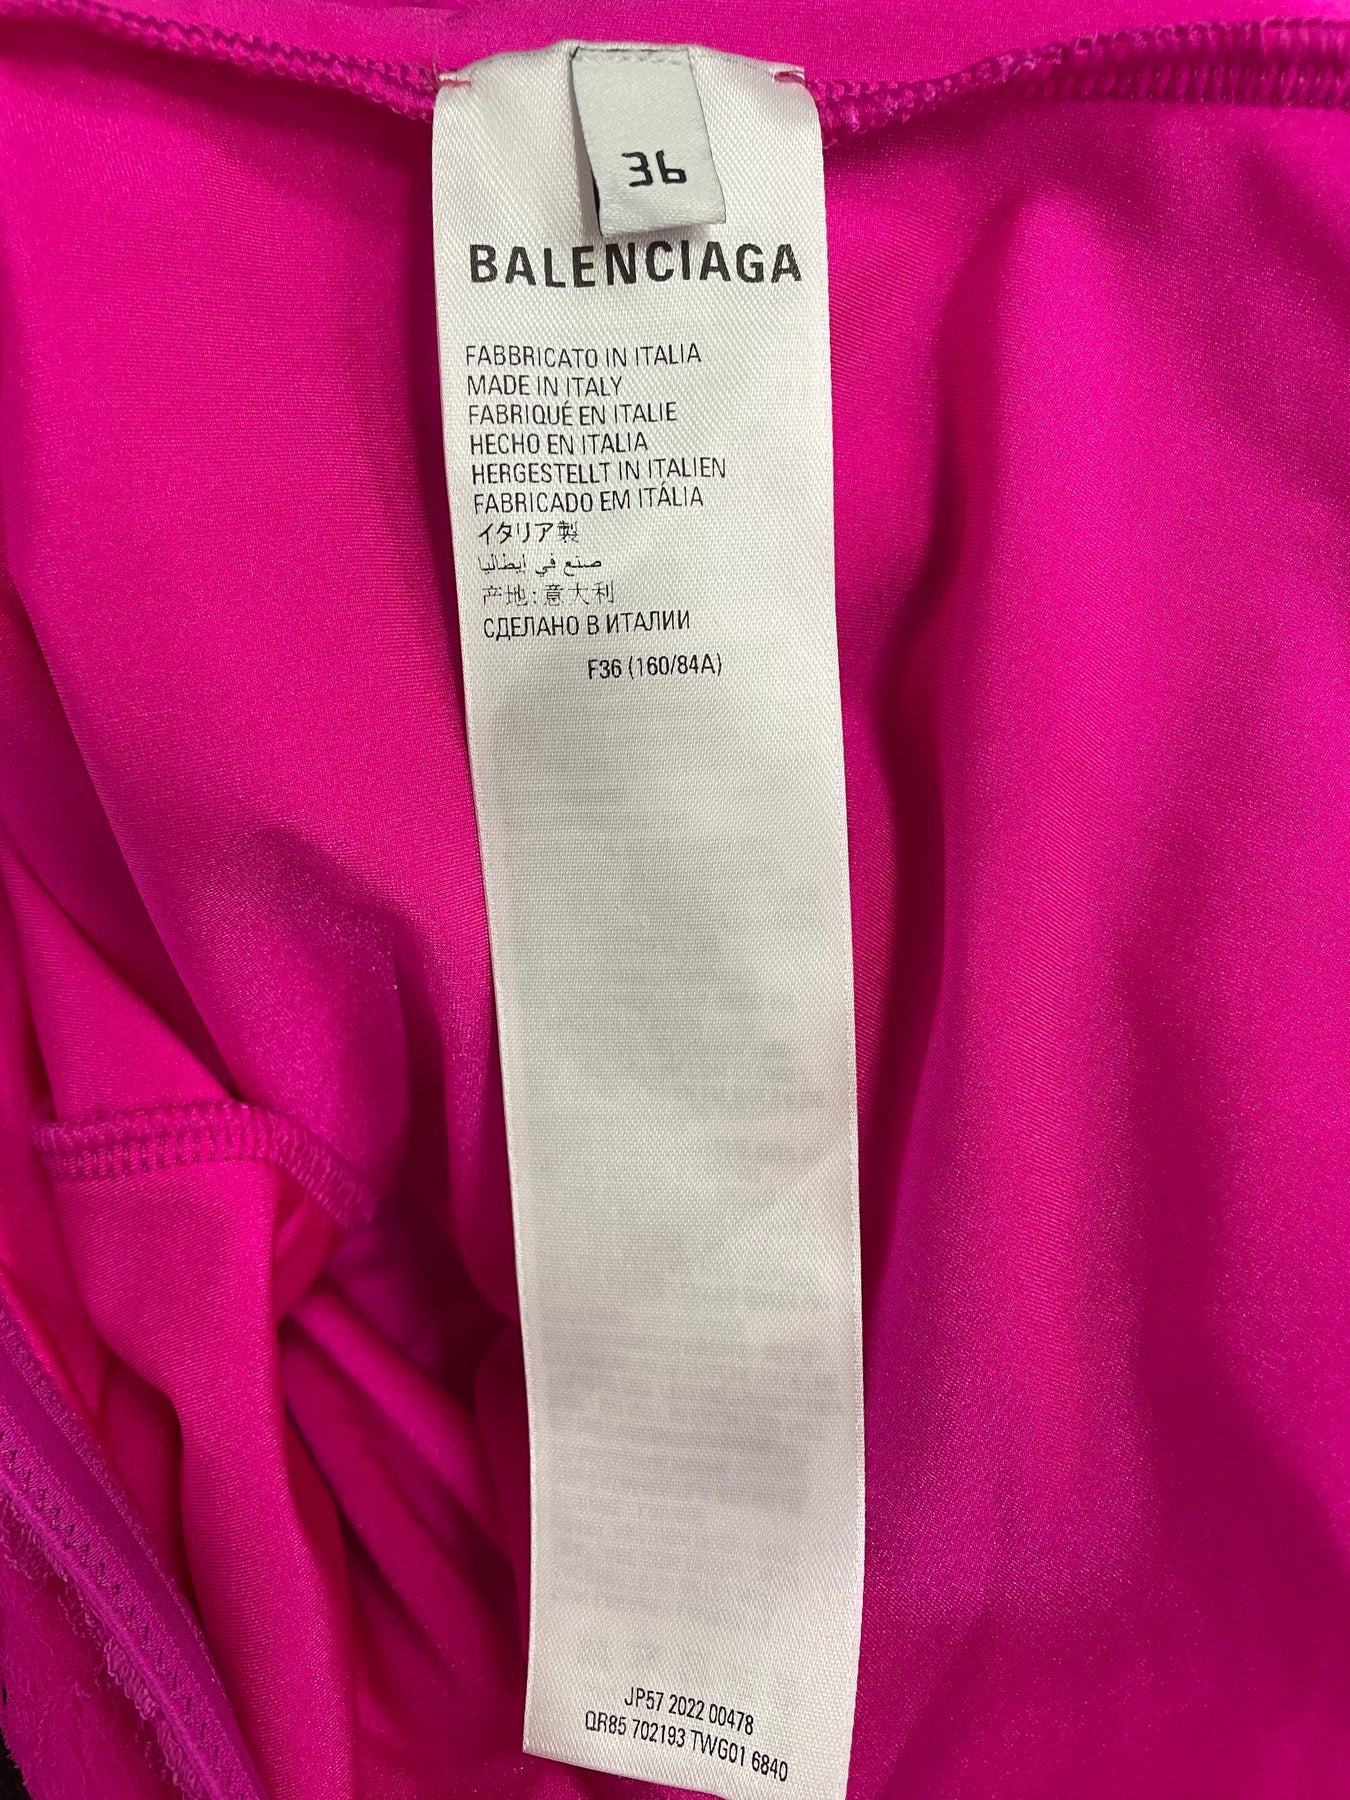 36
BALENCIAGA
FABBRICATO IN ITALIA
MADE IN ITALY
FABRIQUÉ EN ITALIE
HECHO EN ITALIA
HERGESTELLT IN ITALIEN
FABRICADO EM ITÁLIA
イタリア製
صنع في إيطاليا
产地:意大利
СДЕЛАНО В ИТАЛИИ
F36 (160/84A)
JP57 2022 00478
QR85 702193 TWG01 6840